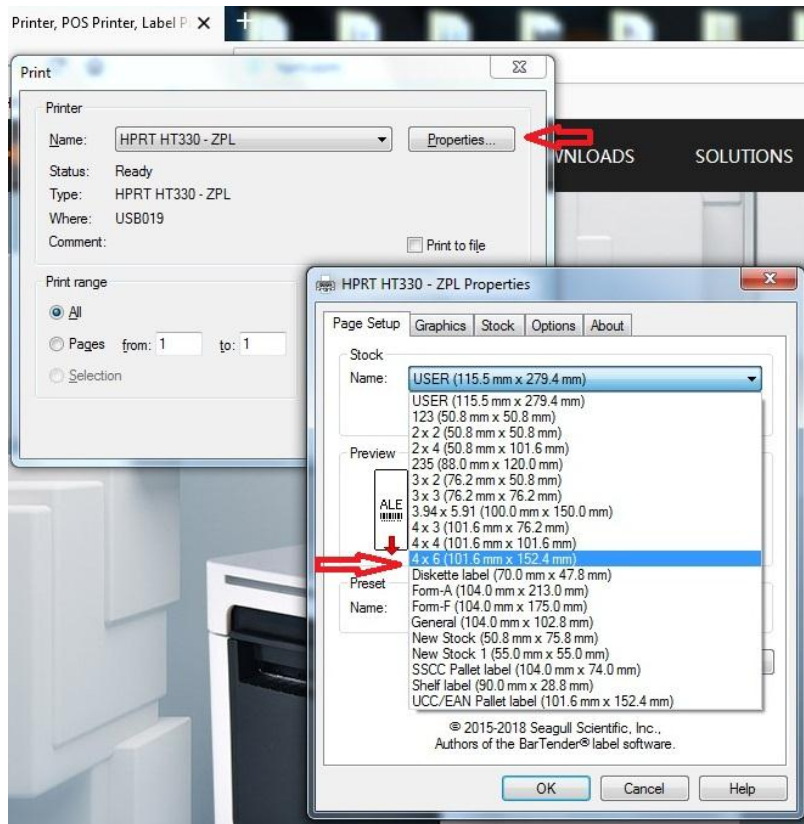 Printer, POS Printer, Label P
Print
Printer
Name: HPRT HT330 - ZPL Properties...
Status: Ready
Type: HPRT HT330 - ZPL
Where: USB019
Comment:
Print to file
Print range
All
Pages from: 1 to: 1
Selection
NLOADS SOLUTIONS
HPRT HT330 - ZPL Properties
Page Setup Graphics Stock Options About
Stock
Name: USER (115.5 mm x 279.4 mm)
USER (115.5 mm x 279.4 mm)
123 (50.8 mm x 50.8 mm)
2 x 2 (50.8 mm x 50.8 mm)
2 x 4 (50.8 mm x 101.6 mm)
235 (88.0 mm x 120.0 mm)
3 x 2 (76.2 mm x 50.8 mm)
3 x 3 (76.2 mm x 76.2 mm)
3.94 x 5.91 (100.0 mm x 150.0 mm)
4 x 3 (101.6 mm x 76.2 mm)
4 x 4 (101.6 mm x 101.6 mm)
4 x 6 (101.6 mm x 152.4 mm)
Diskette label (70.0 mm x 47.8 mm)
Form-A (104.0 mm x 213.0 mm)
Form-F (104.0 mm x 175.0 mm)
General (104.0 mm x 102.8 mm)
New Stock (50.8 mm x 75.8 mm)
New Stock 1 (55.0 mm x 55.0 mm)
SSCC Pallet label (104.0 mm x 74.0 mm)
Shelf label (90.0 mm x 28.8 mm)
UCC/EAN Pallet label (101.6 mm x 152.4 mm)
Preview
ALE
Preset
Name:
© 2015-2018 Seagull Scientific, Inc.,
Authors of the BarTender® label software.
OK Cancel Help